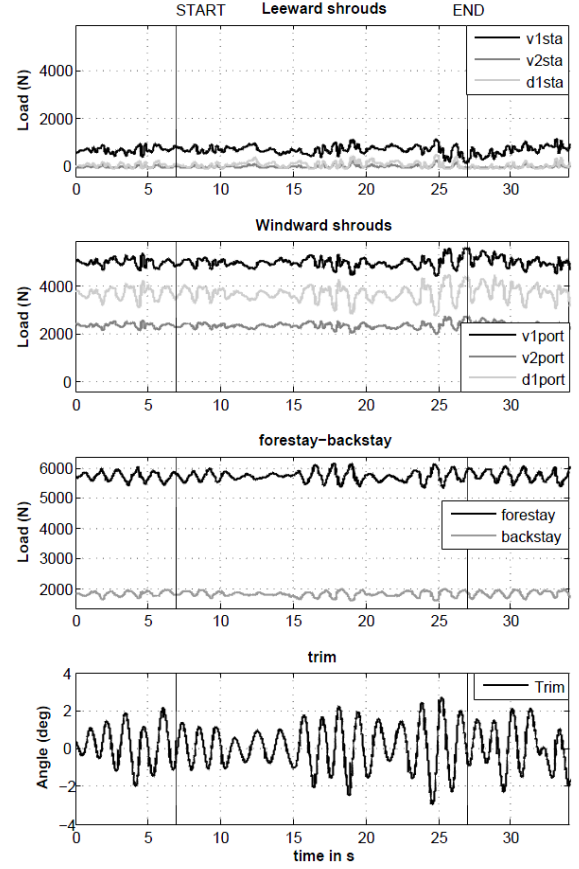 START Leeward shrouds END
Load (N)
4000
2000
0
v1sta
v2sta
d1sta
0 5 10 15 20 25 30
Windward shrouds
Load (N)
4000
2000
0
v1port
v2port
d1port
0 5 10 15 20 25 30
forestay-backstay
Load (N)
6000
5000
4000
3000
2000
forestay
backstay
0 5 10 15 20 25 30
trim
Angle (deg)
4
2
0
−2
−4
Trim
0 5 10 15 20 25 30
time in s